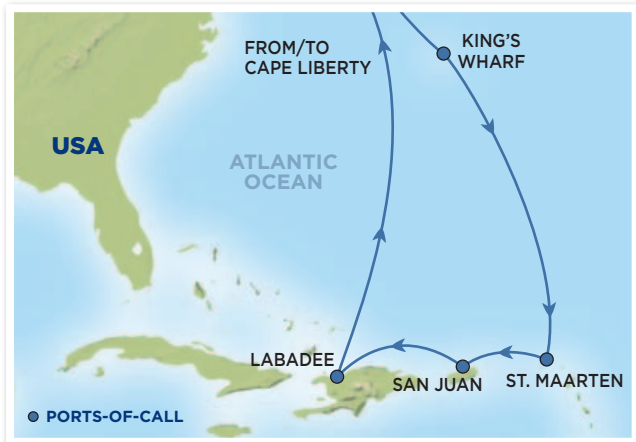 FROM/TO
CAPE LIBERTY
KING'S
WHARF
USA
ATLANTIC
OCEAN
LABADEE
SAN JUAN
ST. MAARTEN
PORTS-OF-CALL